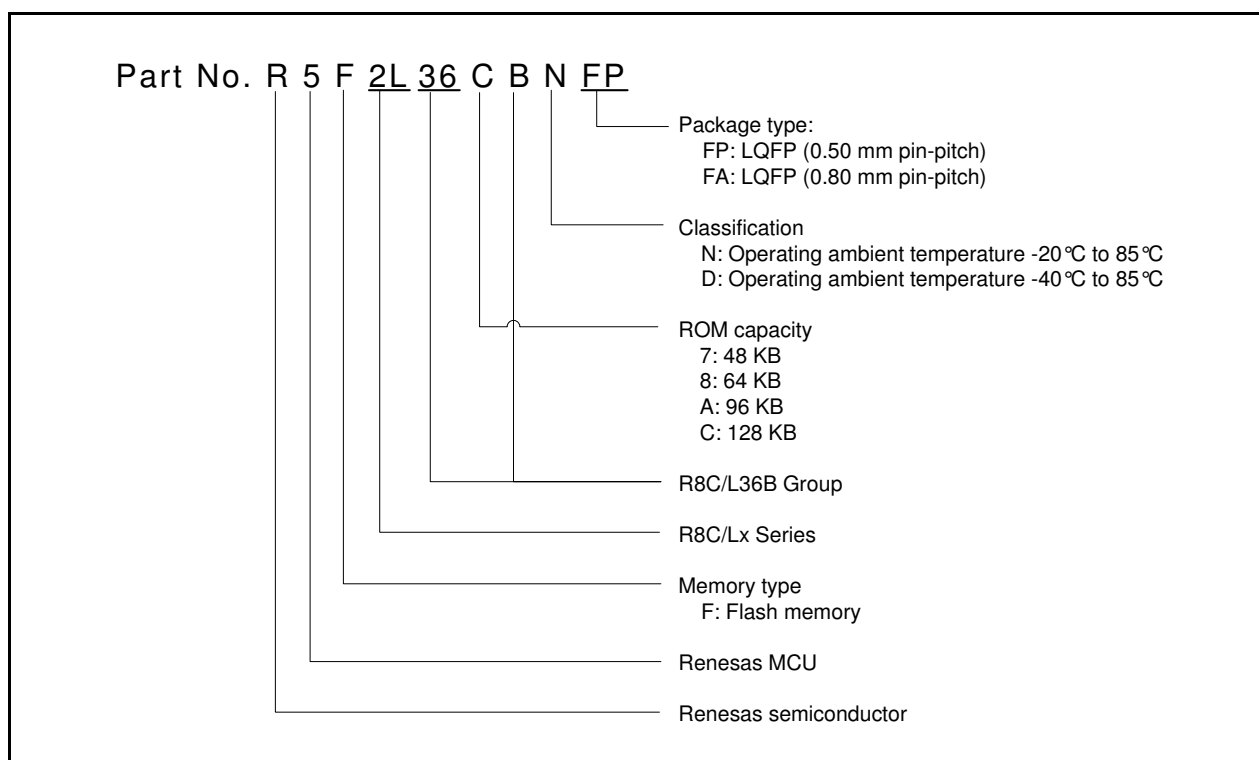 Part No. R 5 F 2L 36 C B N FP
Package type:
FP: LQFP (0.50 mm pin-pitch)
FA: LQFP (0.80 mm pin-pitch)
Classification
N: Operating ambient temperature -20°C to 85°C
D: Operating ambient temperature -40°C to 85°C
ROM capacity
7: 48 KB
8: 64 KB
A: 96 KB
C: 128 KB
R8C/L36B Group
R8C/Lx Series
Memory type
F: Flash memory
Renesas MCU
Renesas semiconductor